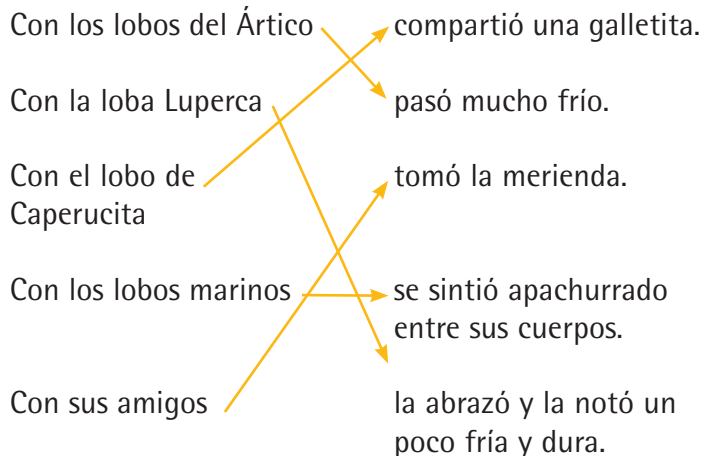 Con los lobos del Ártico
compartió una galletita.
Con la loba Luperca
pasó mucho frío.
Con el lobo de
Caperucita
tomó la merienda.
Con los lobos marinos
se sintió apachurrado
entre sus cuerpos.
Con sus amigos
la abrazó y la notó un
poco fría y dura.